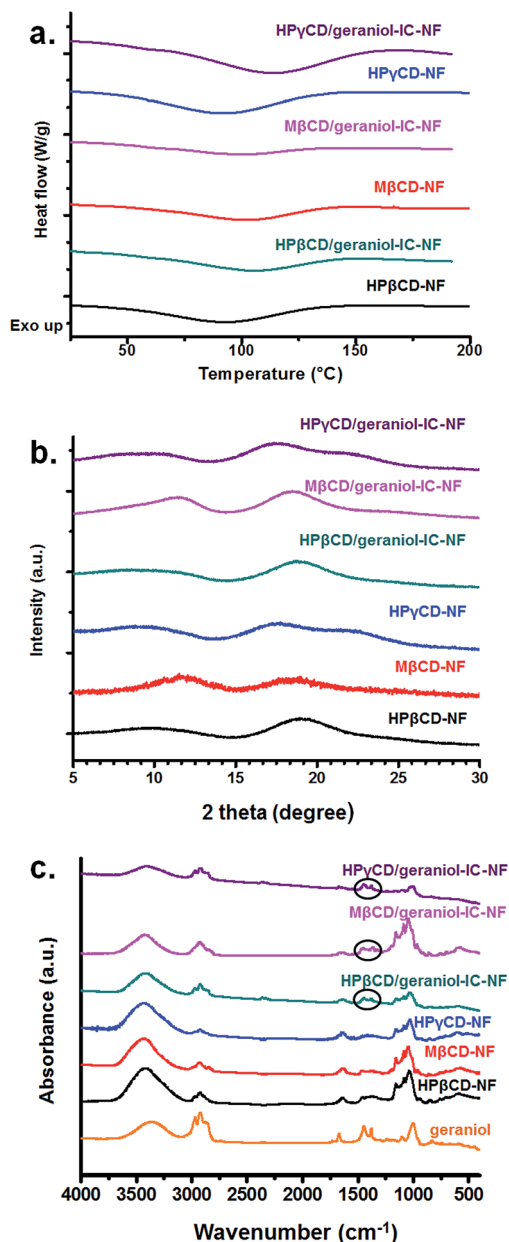 a.
HPγCD/geraniol-IC-NF
HPγCD-NF
MβCD/geraniol-IC-NF
MβCD-NF
HPβCD/geraniol-IC-NF
HPβCD-NF
Heat flow (W/g)
Exo up
50 100 150 200
Temperature (°C)
b.
HPγCD/geraniol-IC-NF
MβCD/geraniol-IC-NF
HPβCD/geraniol-IC-NF
HPγCD-NF
MβCD-NF
HPβCD-NF
Intensity (a.u.)
5 10 15 20 25 30
2 theta (degree)
c.
HPγCD/geraniol-IC-NF
MβCD/geraniol-IC-NF
HPβCD/geraniol-IC-NF
HPγCD-NF
MβCD-NF
HPβCD-NF
geraniol
Absorbance (a.u.)
4000 3500 3000 2500 2000 1500 1000 500
Wavenumber (cm⁻¹)